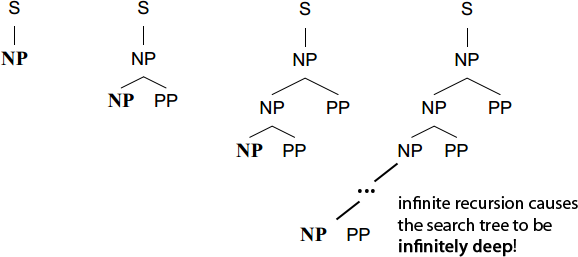 S S S S
NP NP NP NP
NP PP NP PP NP PP
NP PP NP PP
...
infinite recursion causes
the search tree to be
NP PP
infinitely deep!